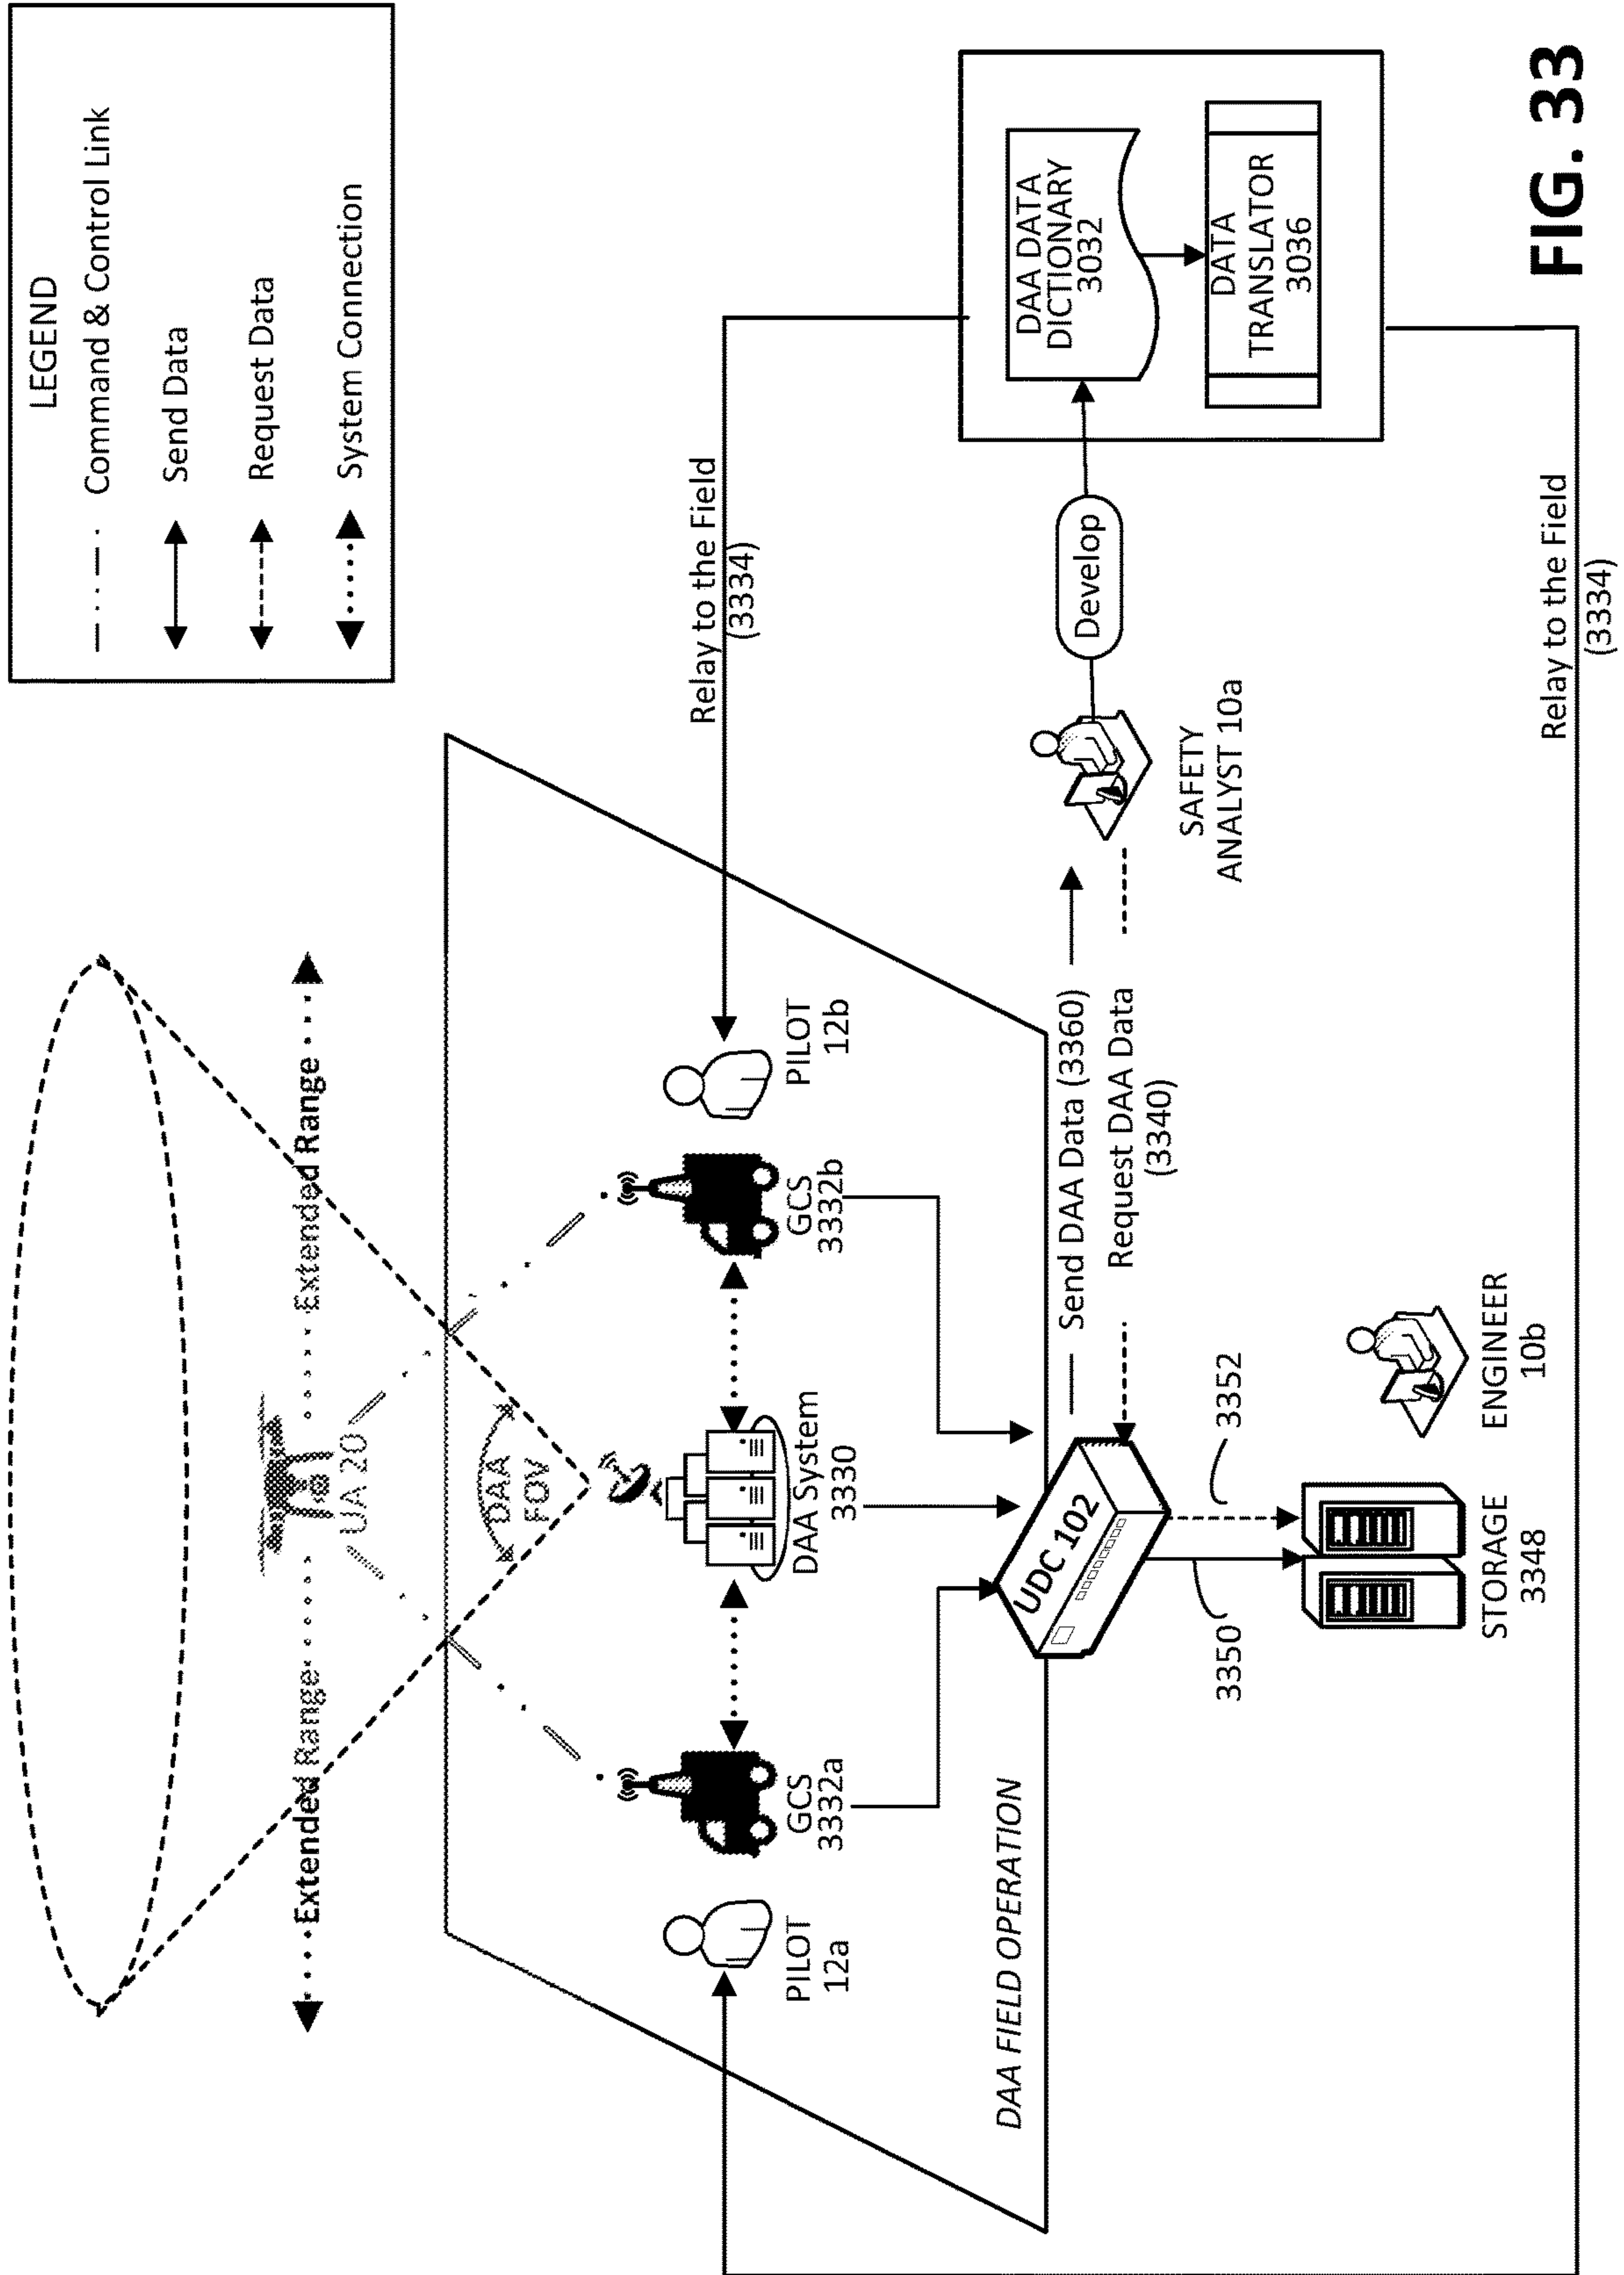 LEGEND
Command & Control Link
Send Data
Request Data
System Connection
Extended Range
Extended Range
UA 20
DAA
FOV
Relay to the Field
(3334)
PILOT
12a
GCS
3332a
DAA System
3330
GCS
3332b
PILOT
12b
DAA FIELD OPERATION
UDC 102
Send DAA Data (3360)
Request DAA Data
(3340)
SAFETY
ANALYST 10a
Develop
DAA DATA
DICTIONARY
3032
DATA
TRANSLATOR
3036
3350
3352
STORAGE
3348
ENGINEER
10b
Relay to the Field
(3334)
FIG. 33